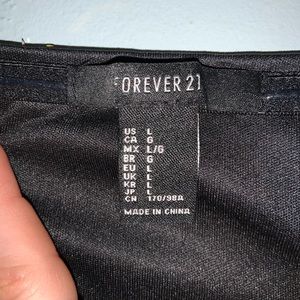 FOREVER 21
US L
CA G
MX L/G
BR G
EU L
UK L
KR L
JP L
CN 170/98A
MADE IN CHINA